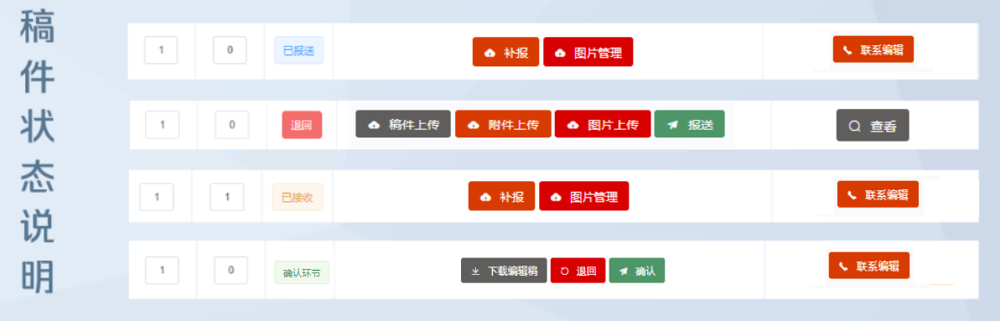 稿件状态说明
1 0 已报送 补报 图片管理 联系编辑
1 0 退回 稿件上传 附件上传 图片上传 报送 查看
1 1 已接收 补报 图片管理 联系编辑
1 0 确认环节 下载编辑稿 退回 确认 联系编辑